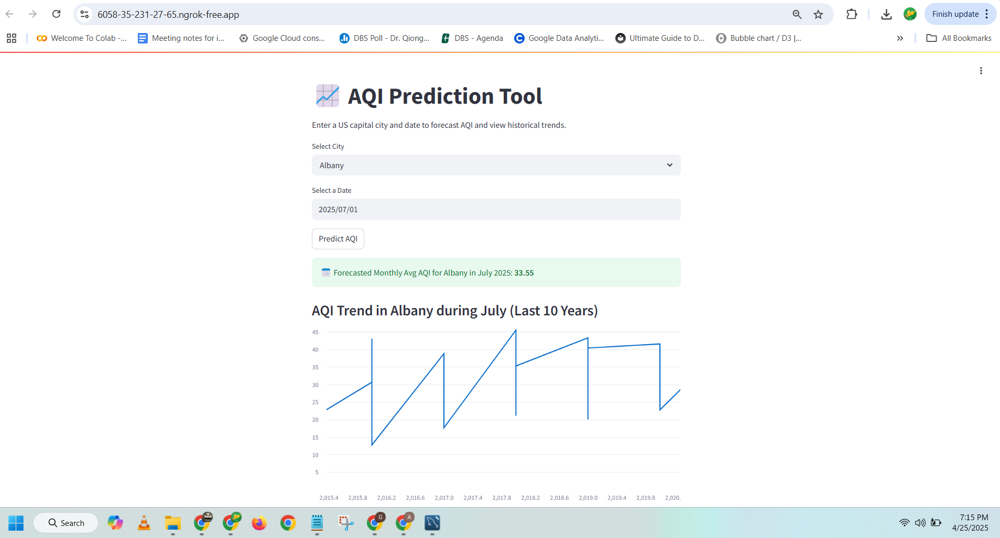 6058-35-231-27-65.ngrok-free.app
Finish update
Welcome To Colab -...
Meeting notes for i...
Google Cloud cons...
DBS Poll - Dr. Qiong...
DBS - Agenda
Google Data Analyti...
Ultimate Guide to D...
Bubble chart / D3 |...
All Bookmarks
AQI Prediction Tool
Enter a US capital city and date to forecast AQI and view historical trends.
Select City
Albany
Select a Date
2025/07/01
Predict AQI
Forecasted Monthly Avg AQI for Albany in July 2025: 33.55
AQI Trend in Albany during July (Last 10 Years)
45
40
35
30
25
20
15
10
5
2,015.4 2,015.8 2,016.2 2,016.6 2,017.0 2,017.4 2,017.8 2,018.2 2,018.6 2,019.0 2,019.4 2,019.8 2,020.
Search
G
A
7:15 PM
4/25/2025